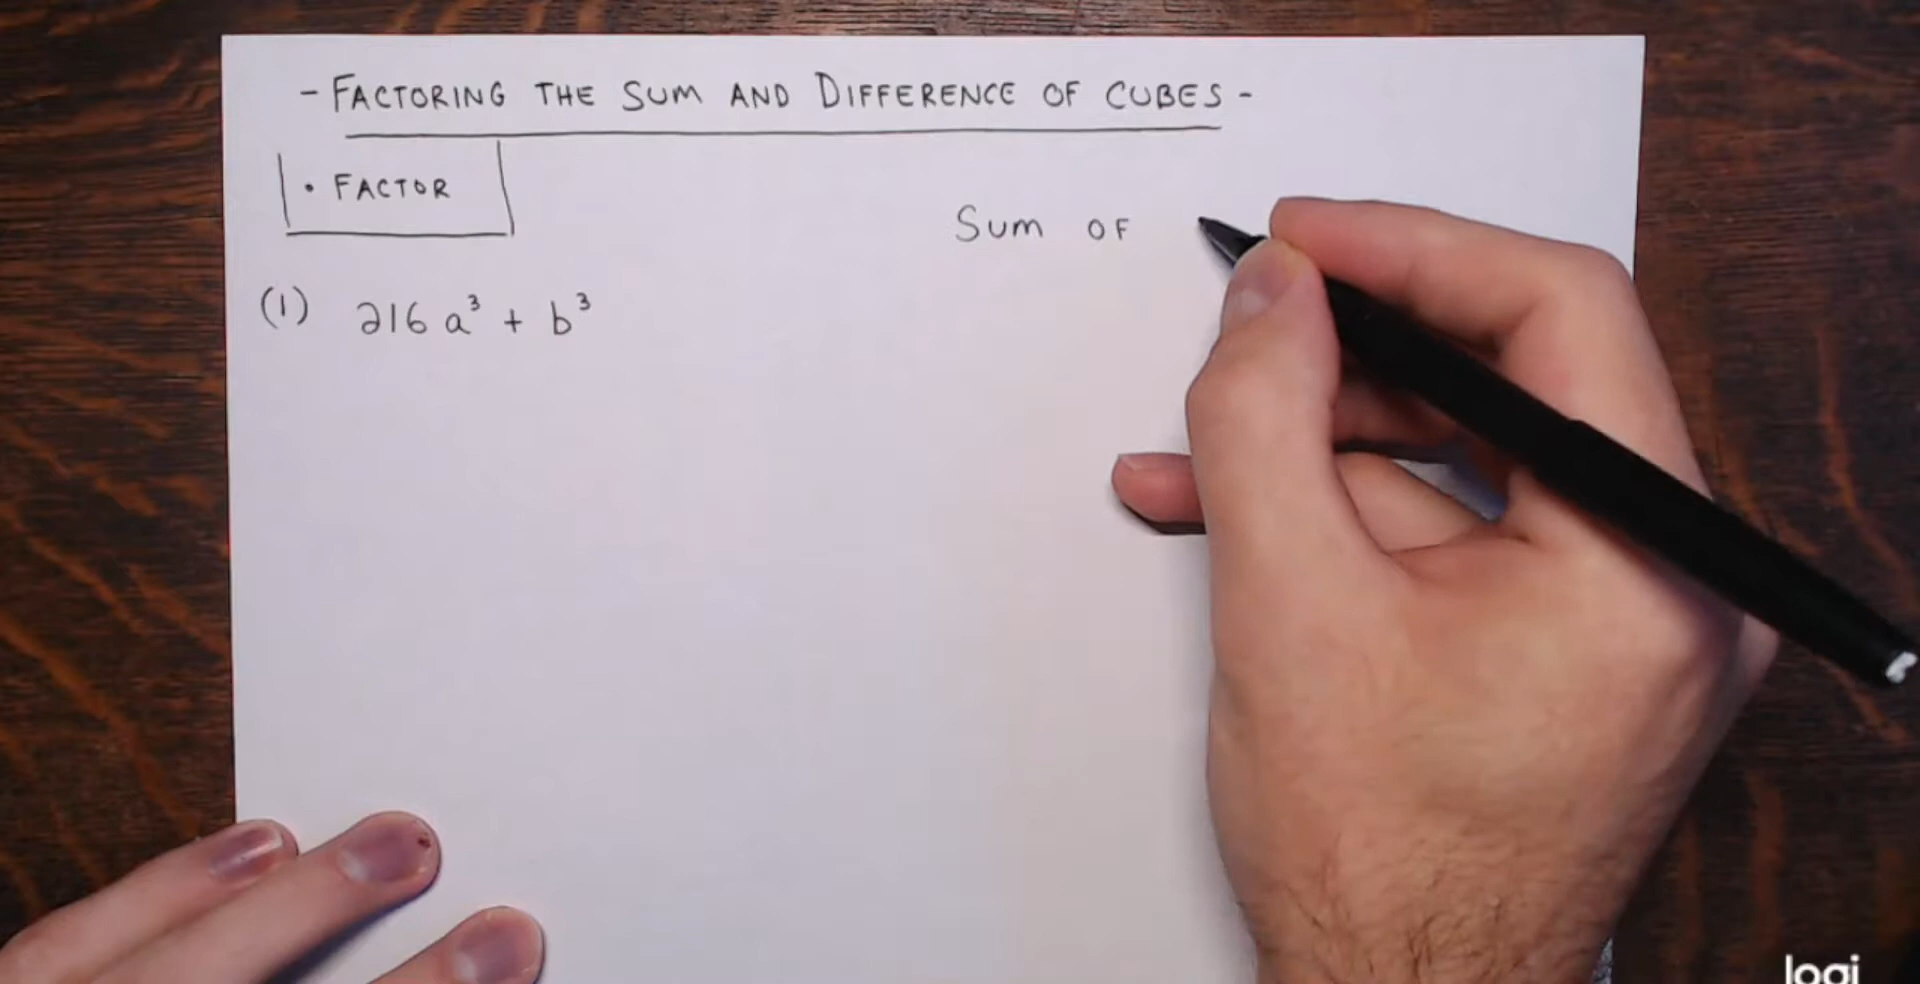 - FACTORING THE SUM AND DIFFERENCE OF CUBES -
• FACTOR
SUM OF
(1) 216 a³ + b³
logi